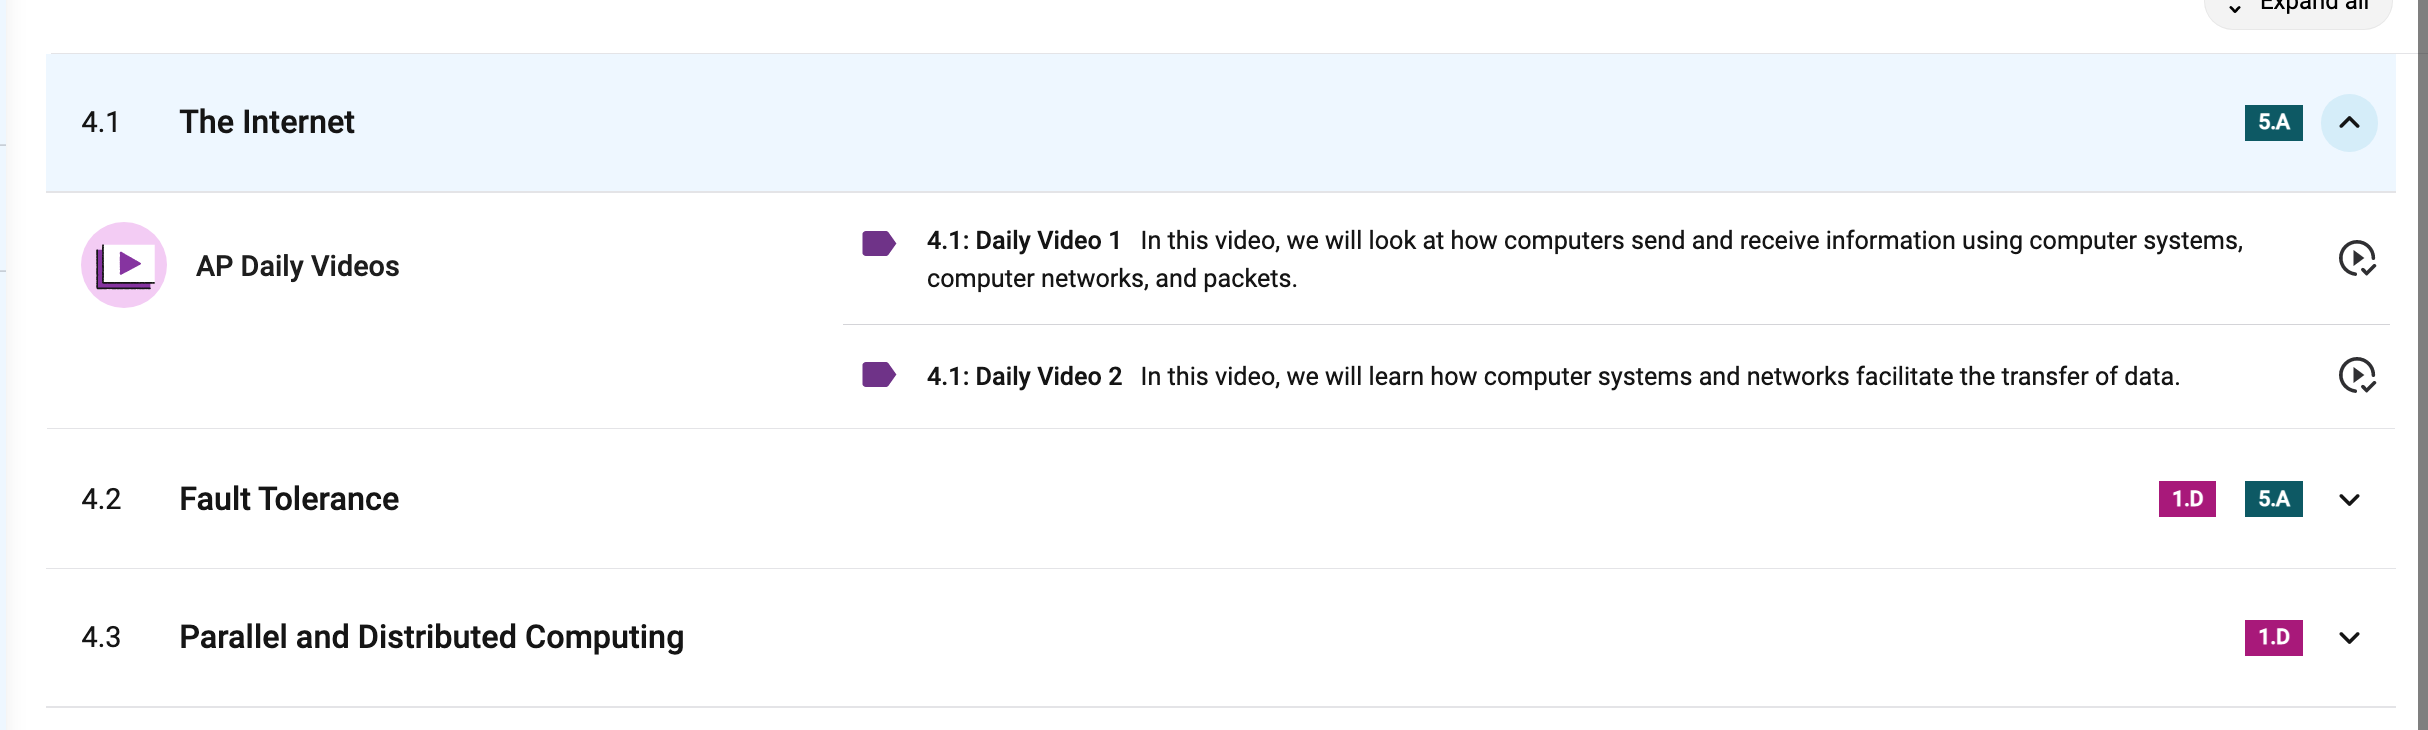 Expand all
4.1 The Internet 5.A
AP Daily Videos
4.1: Daily Video 1 In this video, we will look at how computers send and receive information using computer systems,
computer networks, and packets.
4.1: Daily Video 2 In this video, we will learn how computer systems and networks facilitate the transfer of data.
4.2 Fault Tolerance 1.D 5.A
4.3 Parallel and Distributed Computing 1.D